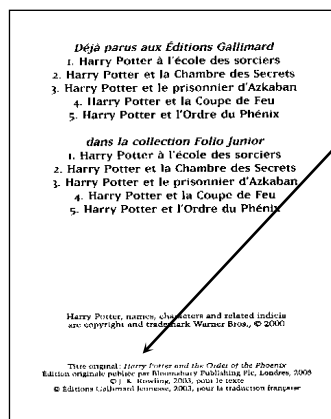 Déjà parus aux Éditions Gallimard
1. Harry Potter à l'école des sorciers
2. Harry Potter et la Chambre des Secrets
3. Harry Potter et le prisonnier d'Azkaban
4. Harry Potter et la Coupe de Feu
5. Harry Potter et l'Ordre du Phénix
dans la collection Folio Junior
1. Harry Potter à l'école des sorciers
2. Harry Potter et la Chambre des Secrets
3. Harry Potter et le prisonnier d'Azkaban
4. Harry Potter et la Coupe de Feu
5. Harry Potter et l'Ordre du Phénix
Harry Potter, names, characters and related indicia
are copyright and trademark Warner Bros., © 2000
Titre original: Harry Potter and the Order of the Phoenix
Édition originale publiée par Bloomsbury Publishing Plc, Londres, 2003
© J. K. Rowling, 2003, pour le texte
© Éditions Gallimard Jeunesse, 2003, pour la traduction française